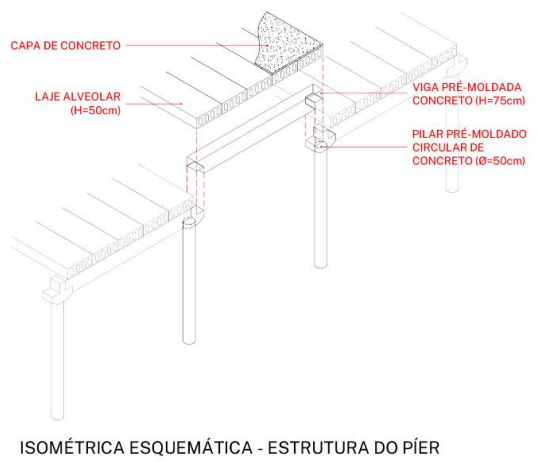 CAPA DE CONCRETO
LAJE ALVEOLAR
(H=50cm)
VIGA PRÉ-MOLDADA
CONCRETO (H=75cm)
PILAR PRÉ-MOLDADO
CIRCULAR DE
CONCRETO (Ø=50cm)
ISOMÉTRICA ESQUEMÁTICA - ESTRUTURA DO PÍER